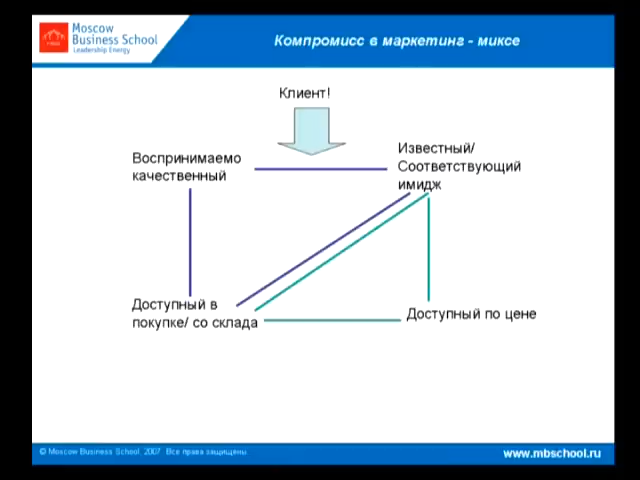 Moscow
Business School
Leadership Energy
Компромисс в маркетинг - миксе
Клиент!
Воспринимаемо
качественный
Известный/
Соответствующий
имидж
Доступный в
покупке/ со склада
Доступный по цене
© Moscow Business School, 2007 Все права защищены
www.mbschool.ru